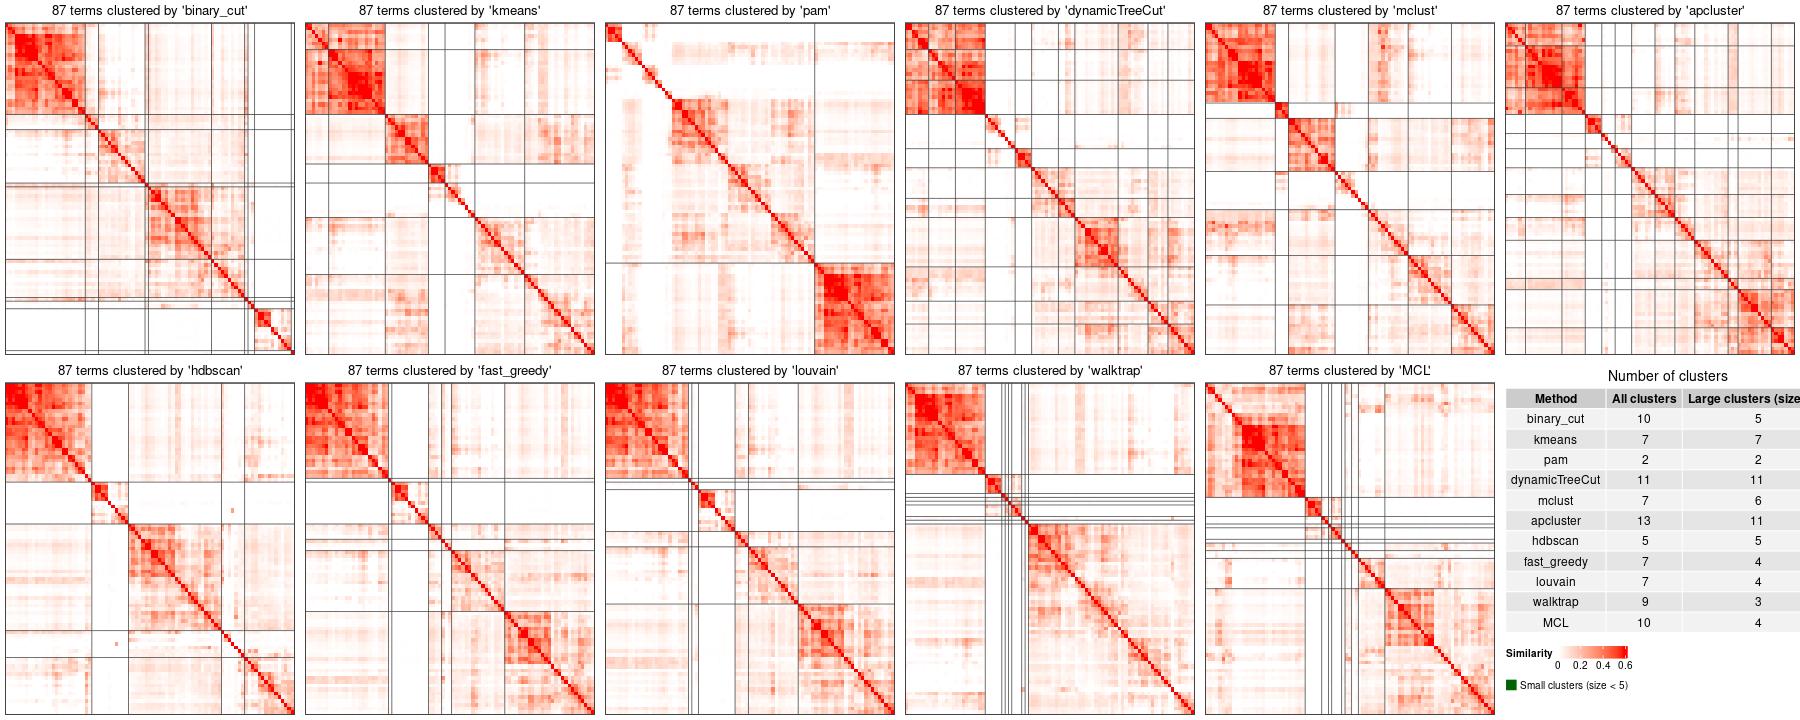 87 terms clustered by 'binary_cut'
87 terms clustered by 'kmeans'
87 terms clustered by 'pam'
87 terms clustered by 'dynamicTreeCut'
87 terms clustered by 'mclust'
87 terms clustered by 'apcluster'
87 terms clustered by 'hdbscan'
87 terms clustered by 'fast_greedy'
87 terms clustered by 'louvain'
87 terms clustered by 'walktrap'
87 terms clustered by 'MCL'
Number of clusters
Method All clusters Large clusters (size
binary_cut 10 5
kmeans 7 7
pam 2 2
dynamicTreeCut 11 11
mclust 7 6
apcluster 13 11
hdbscan 5 5
fast_greedy 7 4
louvain 7 4
walktrap 9 3
MCL 10 4
Similarity
0 0.2 0.4 0.6
Small clusters (size < 5)